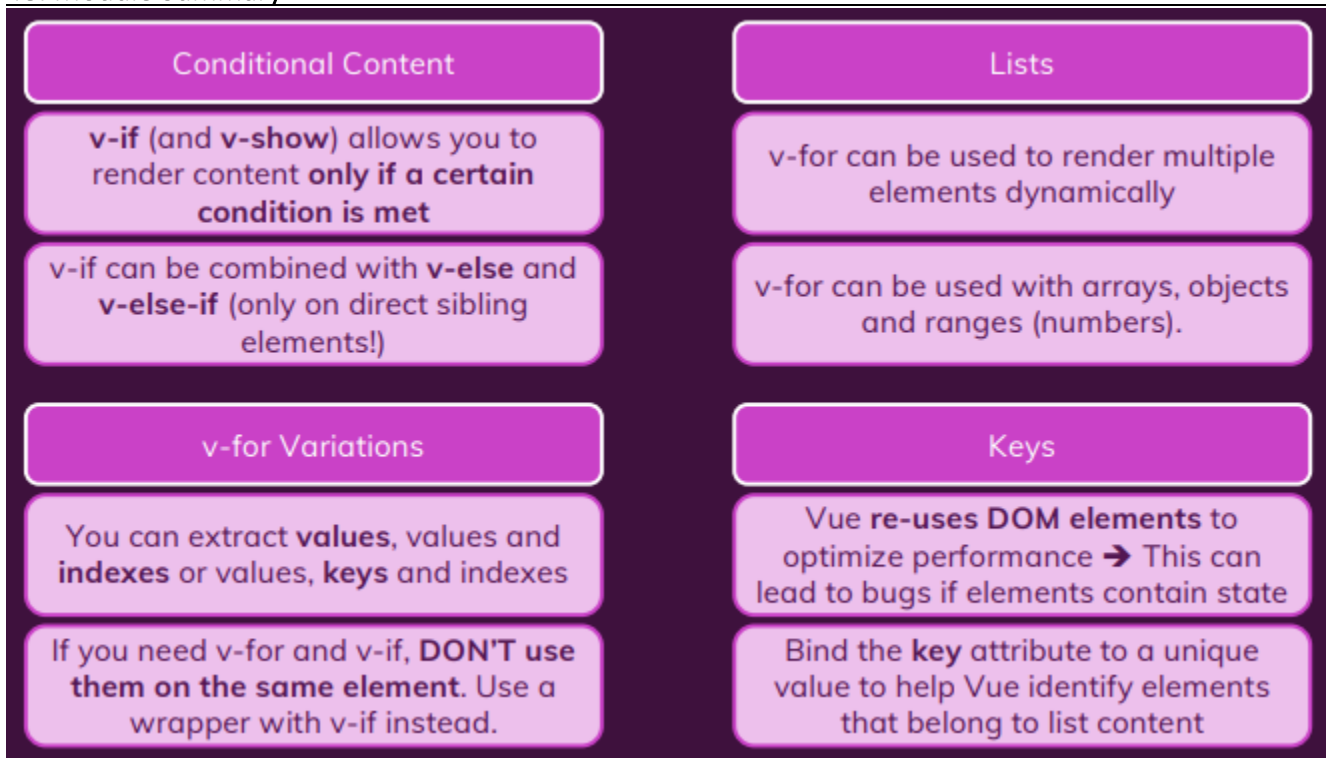 Conditional Content
v-if (and v-show) allows you to
render content only if a certain
condition is met
v-if can be combined with v-else and
v-else-if (only on direct sibling
elements!)
Lists
v-for can be used to render multiple
elements dynamically
v-for can be used with arrays, objects
and ranges (numbers).
v-for Variations
You can extract values, values and
indexes or values, keys and indexes
If you need v-for and v-if, DON'T use
them on the same element. Use a
wrapper with v-if instead.
Keys
Vue re-uses DOM elements to
optimize performance ➔ This can
lead to bugs if elements contain state
Bind the key attribute to a unique
value to help Vue identify elements
that belong to list content